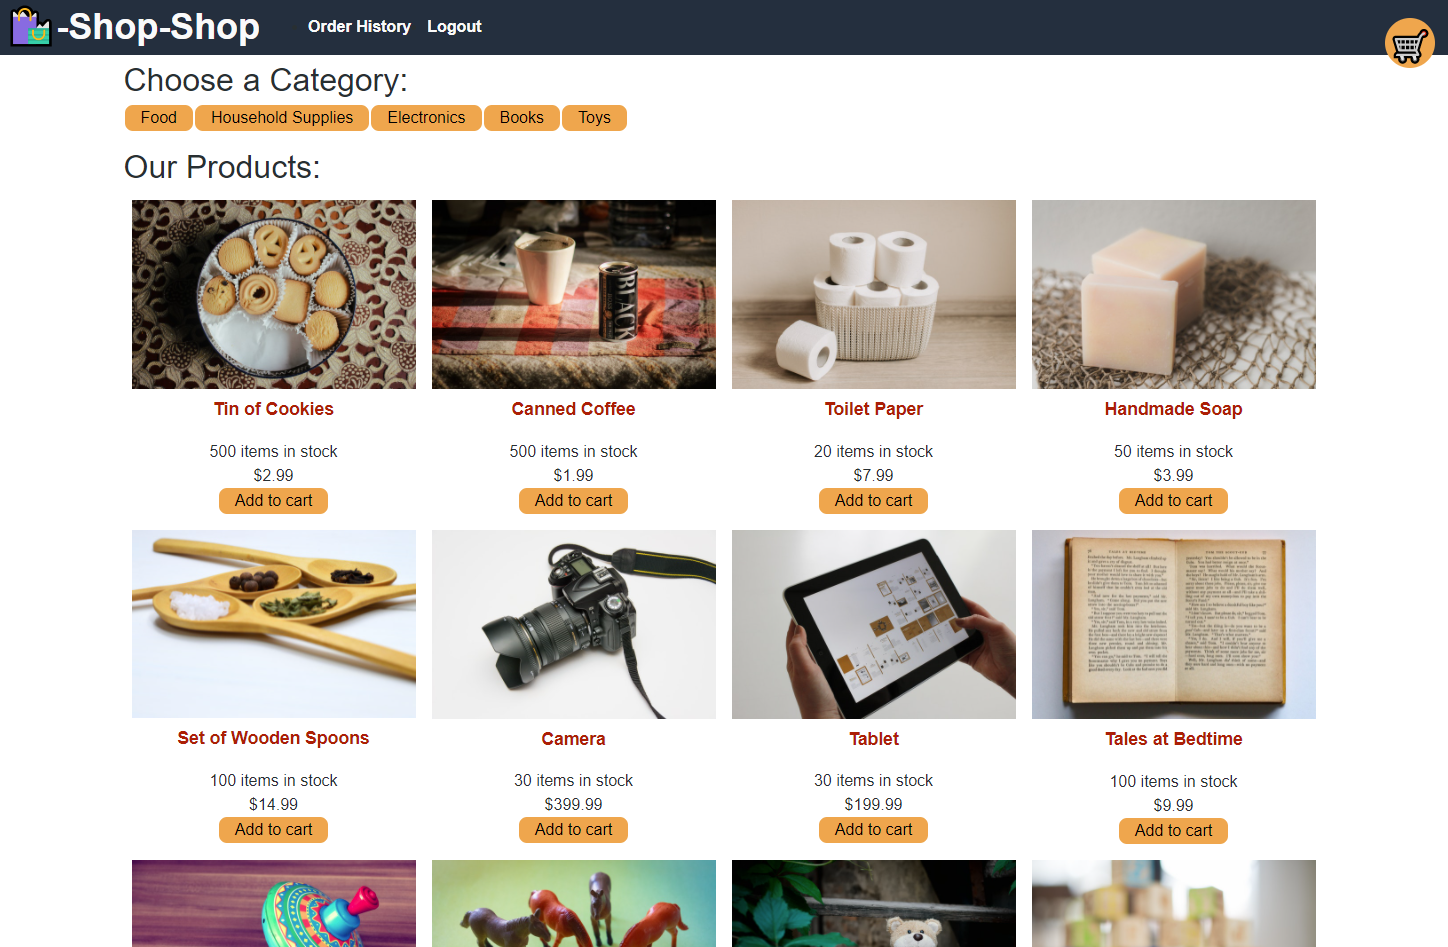 -Shop-Shop
Order History Logout
Choose a Category:
Food Household Supplies Electronics Books Toys
Our Products:
BLACK
Tin of Cookies Canned Coffee Toilet Paper Handmade Soap
500 items in stock 500 items in stock 20 items in stock 50 items in stock
$2.99 $1.99 $7.99 $3.99
Add to cart Add to cart Add to cart Add to cart
Set of Wooden Spoons Camera Tablet Tales at Bedtime
100 items in stock 30 items in stock 30 items in stock 100 items in stock
$14.99 $399.99 $199.99 $9.99
Add to cart Add to cart Add to cart Add to cart